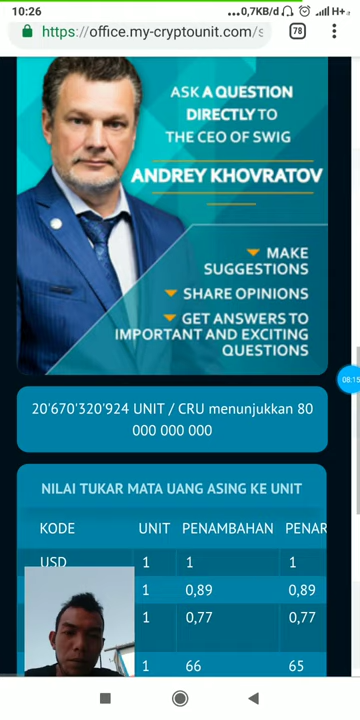 10:26
...0,7KB/d
H+
https://office.my-cryptounit.com/s
78
ASK A QUESTION
DIRECTLY TO
THE CEO OF SWIG
ANDREY KHOVRATOV
MAKE
SUGGESTIONS
SHARE OPINIONS
GET ANSWERS TO
IMPORTANT AND EXCITING
QUESTIONS
08:15
20'670'320'924 UNIT / CRU menunjukkan 80
000 000 000
NILAI TUKAR MATA UANG ASING KE UNIT
KODE UNIT PENAMBAHAN PENAR
USD 1 1 1
1 0,89 0,89
1 0,77 0,77
1 66 65